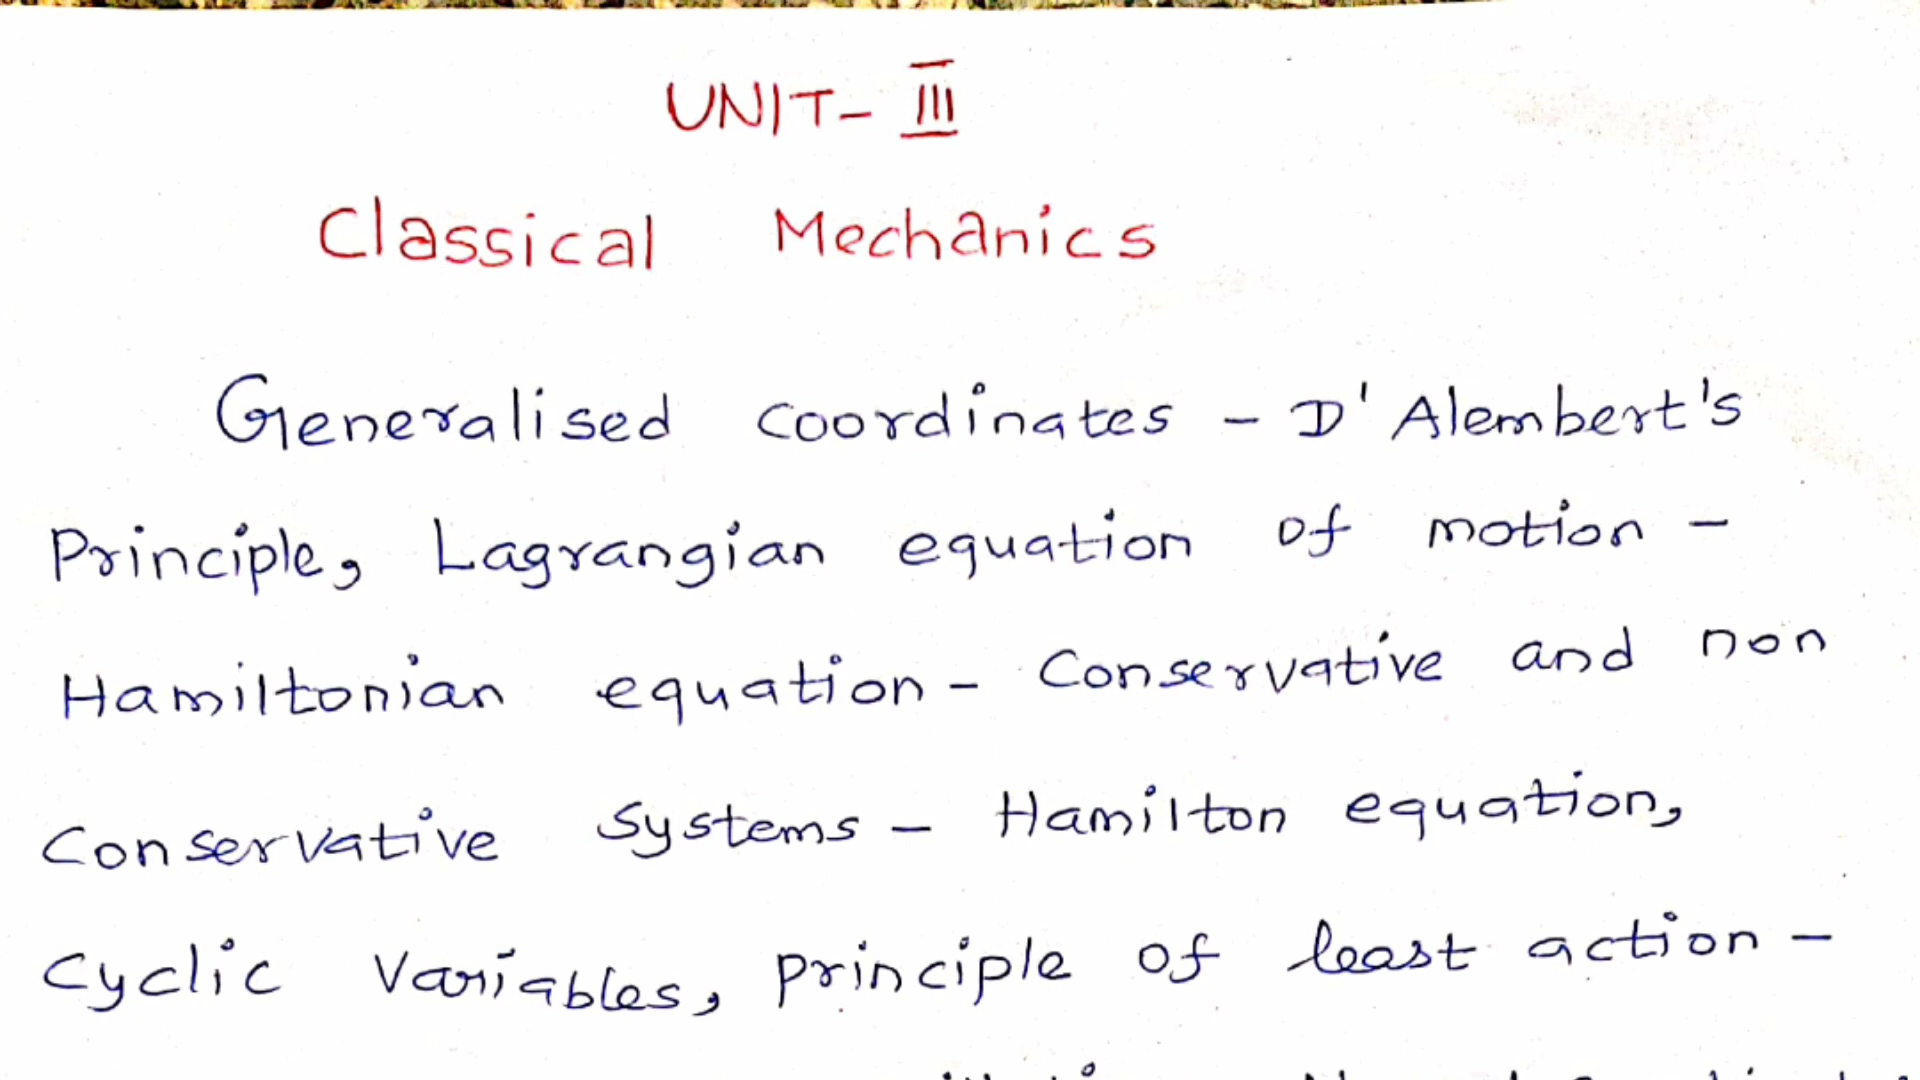 UNIT- III
Classical Mechanics
Generalised coordinates - D' Alembert's
Principle, Lagrangian equation of motion -
Hamiltonian equation - Conservative and non
Conservative Systems - Hamilton equation,
Cyclic Variables, principle of least action -